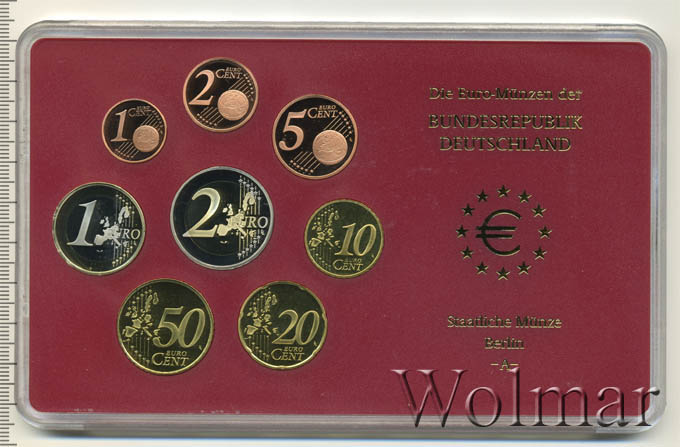 2 EURO CENT
1 EURO CENT
5 EURO CENT
1 EURO
2 EURO
10 EURO CENT
50 EURO CENT
20 EURO CENT
Die Euro-Münzen der
BUNDESREPUBLIK
DEUTSCHLAND
€
Staatliche Münze
Berlin
-A-
Wolmar